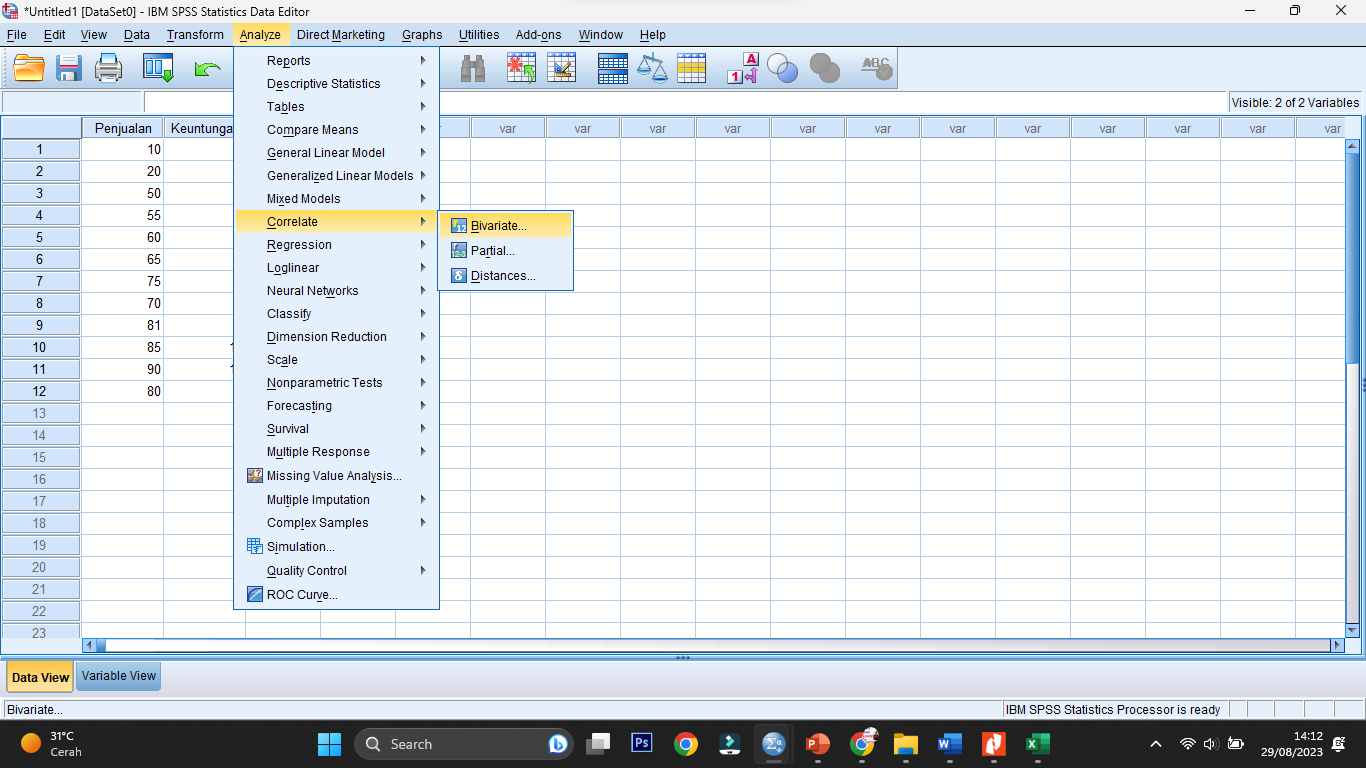 *Untitled1 [DataSet0] - IBM SPSS Statistics Data Editor
File Edit View Data Transform Analyze Direct Marketing Graphs Utilities Add-ons Window Help
Visible: 2 of 2 Variables
Penjualan Keuntunga var var var var var var var var var var var var
1 10
2 20
3 50
4 55
5 60
6 65
7 75
8 70
9 81
10 85
11 90
12 80
13
14
15
16
17
18
19
20
21
22
23
Reports
Descriptive Statistics
Tables
Compare Means
General Linear Model
Generalized Linear Models
Mixed Models
Correlate
Regression
Loglinear
Neural Networks
Classify
Dimension Reduction
Scale
Nonparametric Tests
Forecasting
Survival
Multiple Response
Missing Value Analysis...
Multiple Imputation
Complex Samples
Simulation...
Quality Control
ROC Curve...
Bivariate...
Partial...
Distances...
Data View Variable View
Bivariate... IBM SPSS Statistics Processor is ready
31°C
Cerah
Search
14:12
29/08/2023